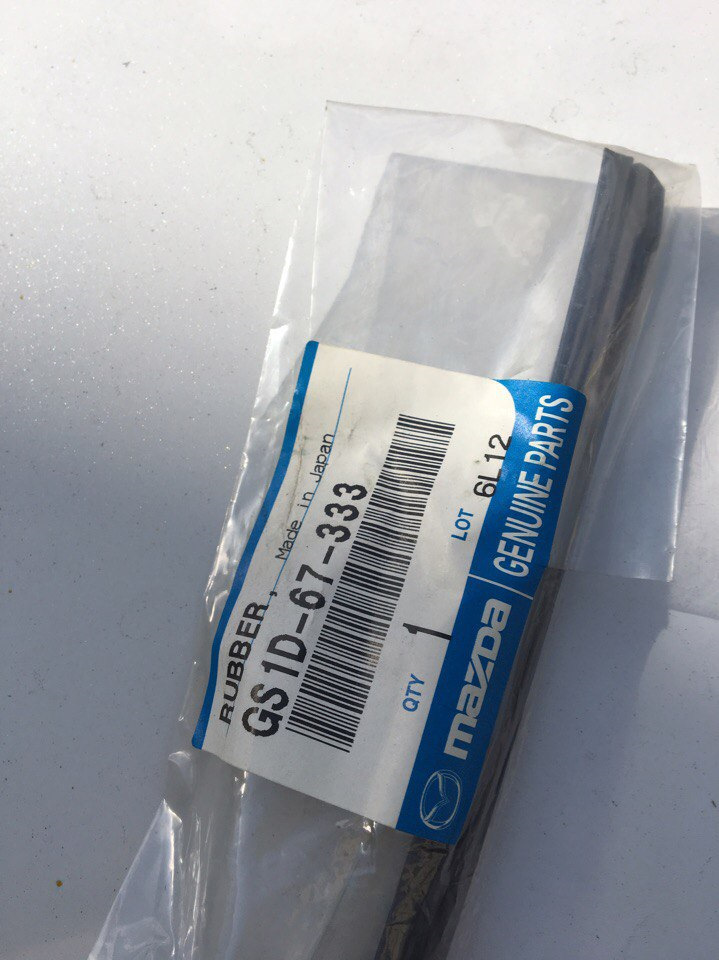 RUBBER, Made in Japan
GS1D-67-333
QTY 1 LOT 6L12
mazda GENUINE PARTS